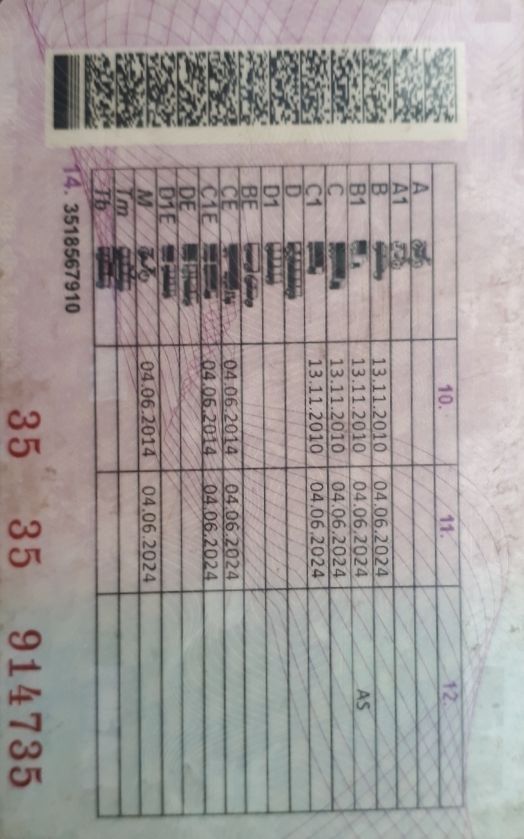 10. 11. 12.
A
A1
B 13.11.2010 04.06.2024
B1 13.11.2010 04.06.2024 AS
C 13.11.2010 04.06.2024
C1 13.11.2010 04.06.2024
D
D1
BE
CE 04.06.2014 04.06.2024
C1E 04.06.2014 04.06.2024
DE
D1E
M 04.06.2014 04.06.2024
Tm
Tb
14. 3518567910
35 35 914735